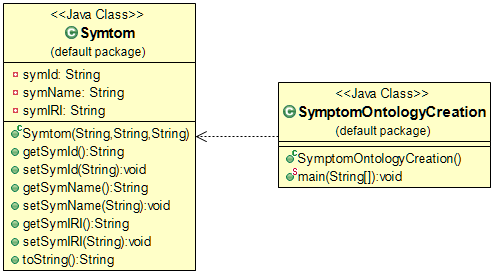 <<Java Class>>
Symtom
(default package)
symId: String
symName: String
symIRI: String
Symtom(String,String,String)
getSymId():String
setSymId(String):void
getSymName():String
setSymName(String):void
getSymIRI():String
setSymIRI(String):void
toString():String
<<Java Class>>
SymptomOntologyCreation
(default package)
SymptomOntologyCreation()
main(String[]):void